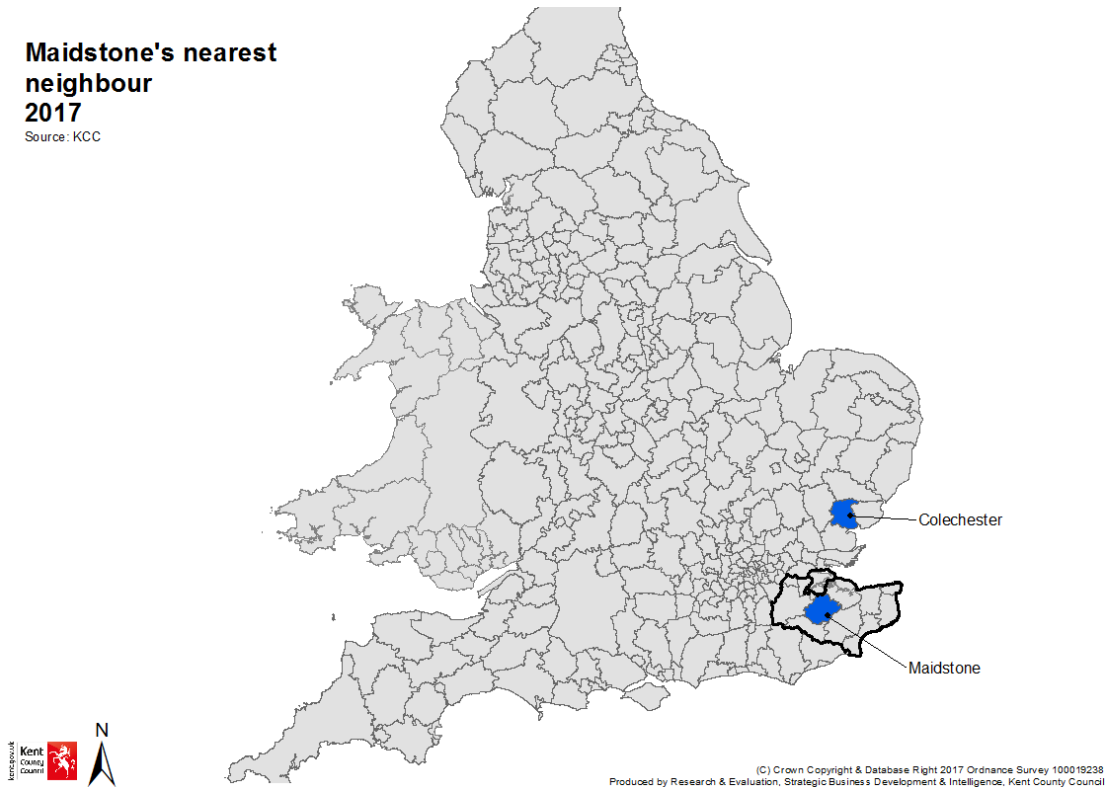 Maidstone's nearest
neighbour
2017
Source: KCC
Colechester
Maidstone
N
kent.gov.uk
Kent
County
Council
(C) Crown Copyright & Database Right 2017 Ordnance Survey 100019238
Produced by Research & Evaluation, Strategic Business Development & Intelligence, Kent County Council